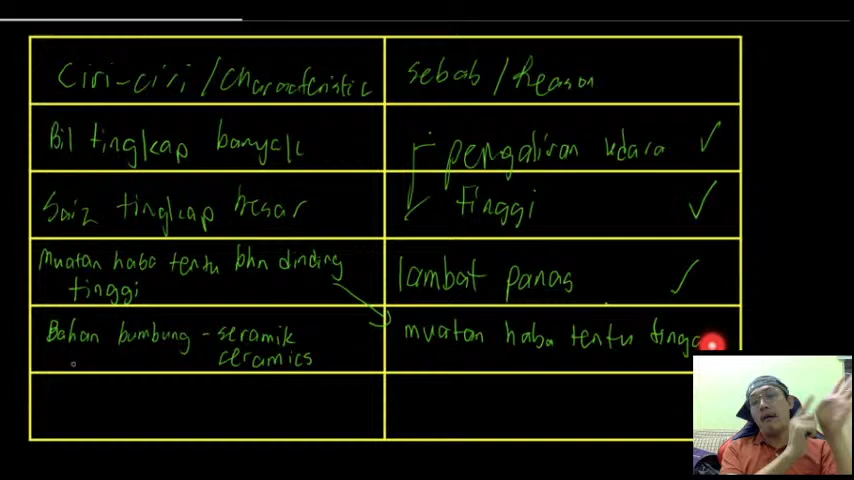 Ciri-ciri / Characteristic
Sebab / Reason
Bil tingkap banyak
pengaliran udara
Saiz tingkap besar
tinggi
Muatan haba tentu bhn dinding
tinggi
lambat panas
Bahan bumbung - seramik
ceramics
muatan haba tentu